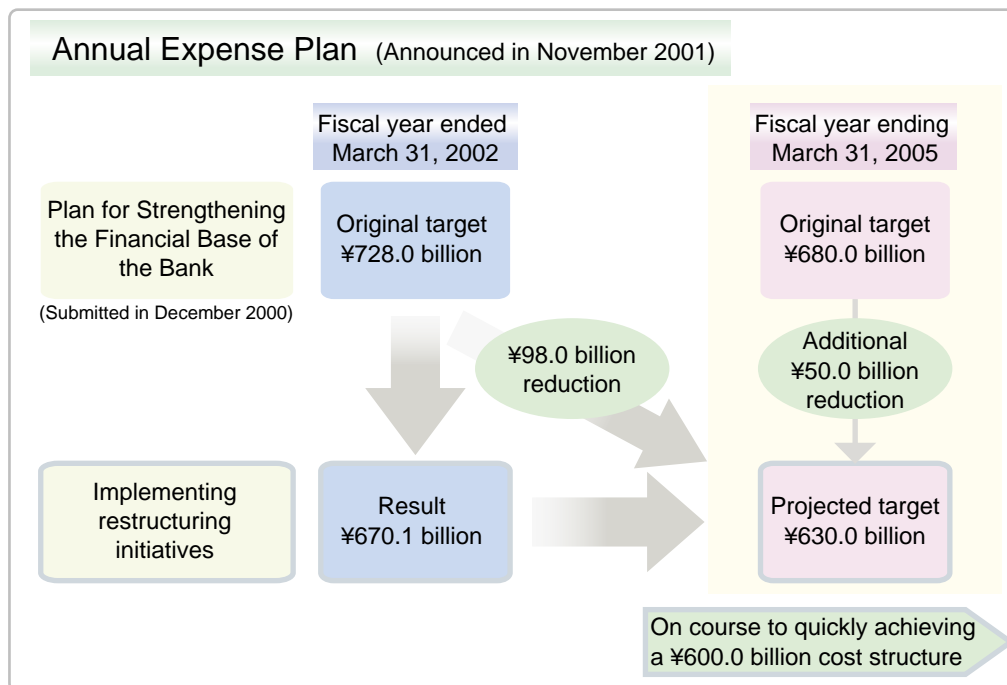 Annual Expense Plan (Announced in November 2001)
Fiscal year ended
March 31, 2002
Fiscal year ending
March 31, 2005
Plan for Strengthening
the Financial Base of
the Bank
(Submitted in December 2000)
Original target
¥728.0 billion
Original target
¥680.0 billion
¥98.0 billion
reduction
Additional
¥50.0 billion
reduction
Implementing
restructuring
initiatives
Result
¥670.1 billion
Projected target
¥630.0 billion
On course to quickly achieving
a ¥600.0 billion cost structure